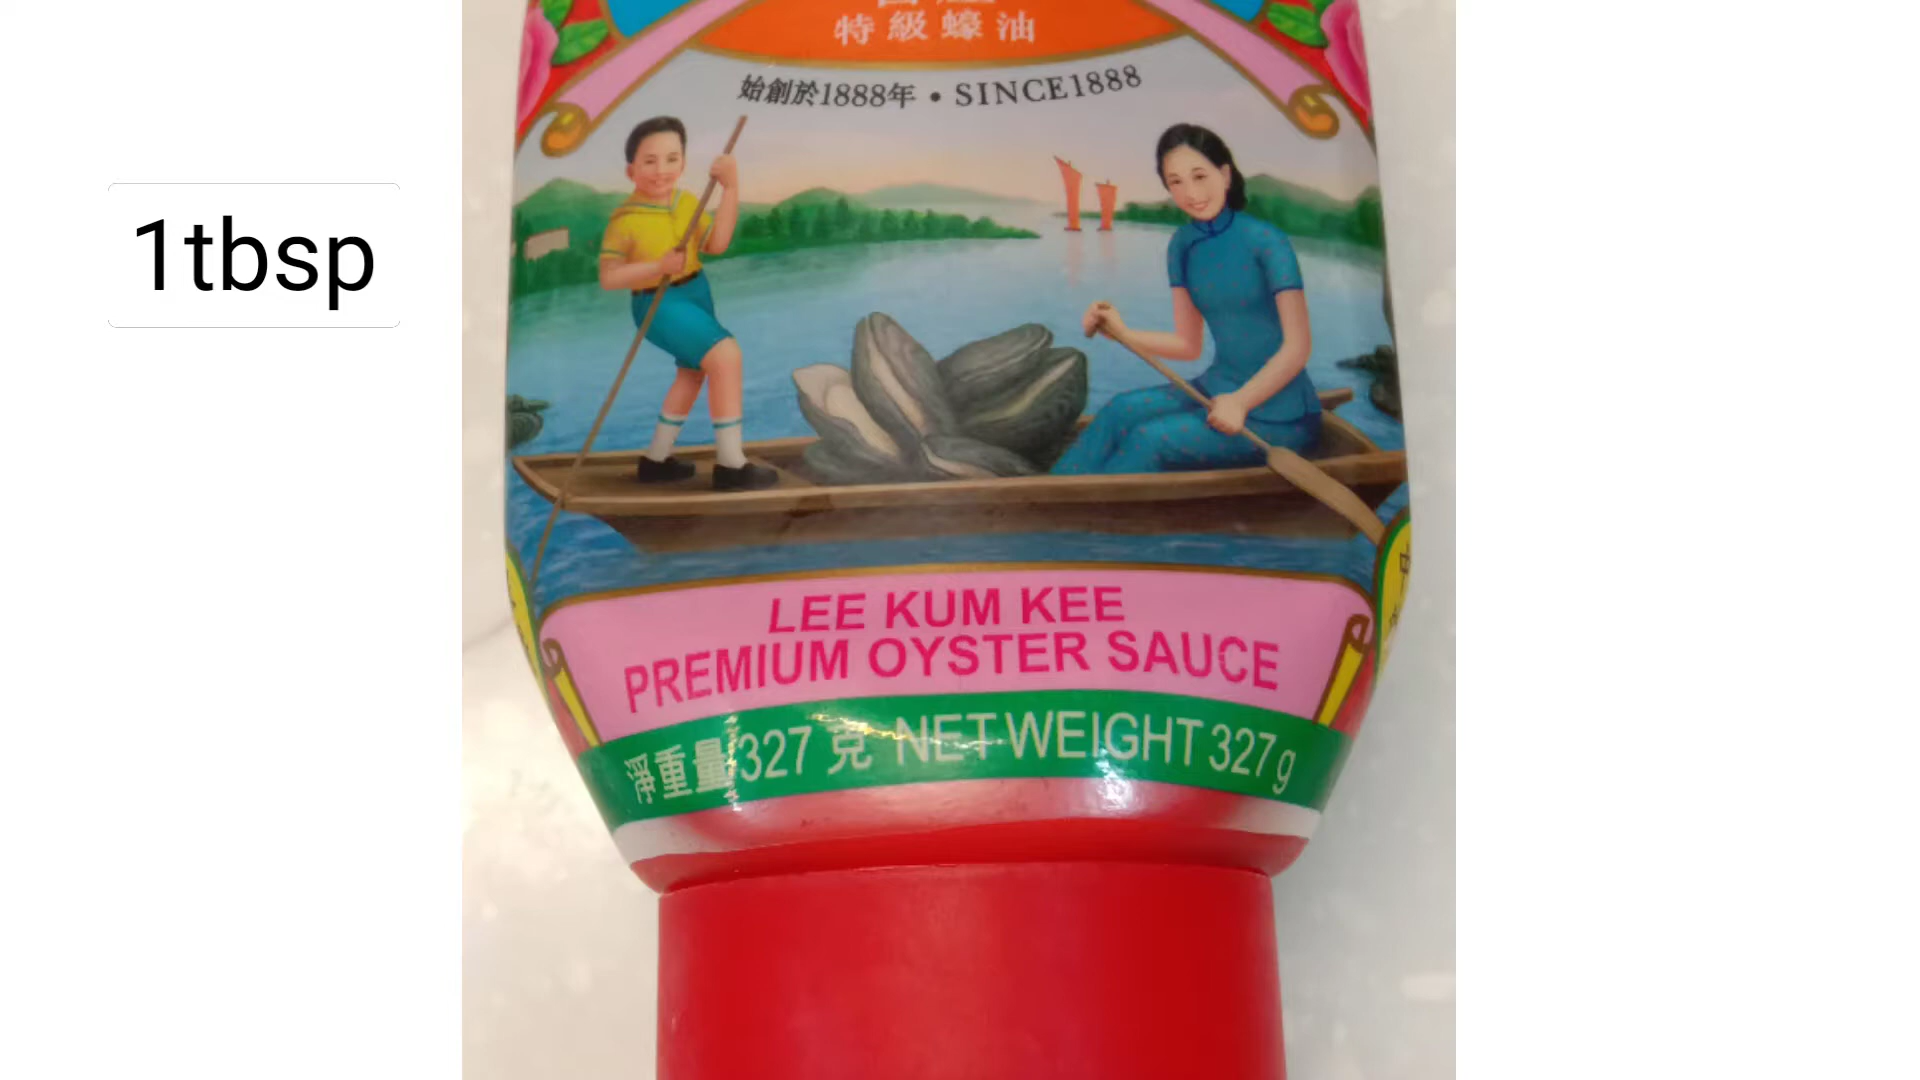 1tbsp
特級蠔油
始創於1888年 • SINCE1888
LEE KUM KEE
PREMIUM OYSTER SAUCE
淨重量327克 NET WEIGHT 327g